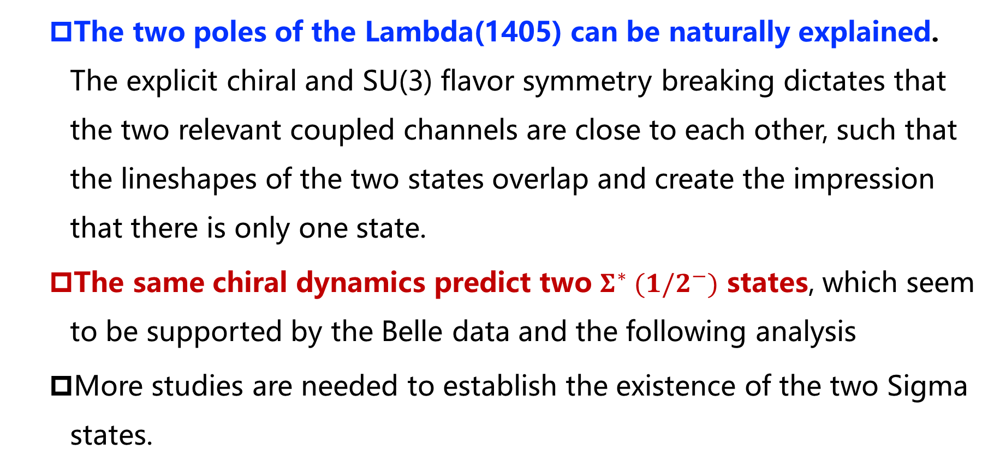 ❑The two poles of the Lambda(1405) can be naturally explained.
The explicit chiral and SU(3) flavor symmetry breaking dictates that
the two relevant coupled channels are close to each other, such that
the lineshapes of the two states overlap and create the impression
that there is only one state.
❑The same chiral dynamics predict two Σ* (1/2⁻) states, which seem
to be supported by the Belle data and the following analysis
❑More studies are needed to establish the existence of the two Sigma
states.